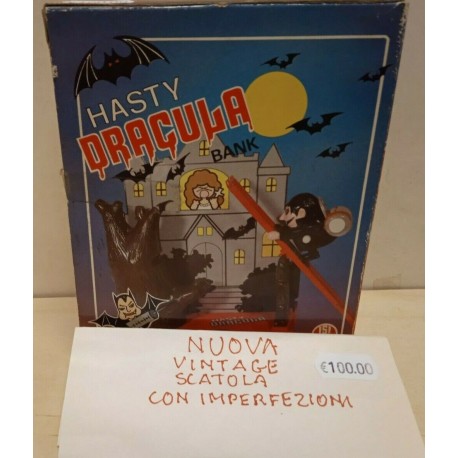 HASTY
DRACULA
BANK
NUOVA
VINTAGE
SCATOLA
CON IMPERFEZIONI
€100.00